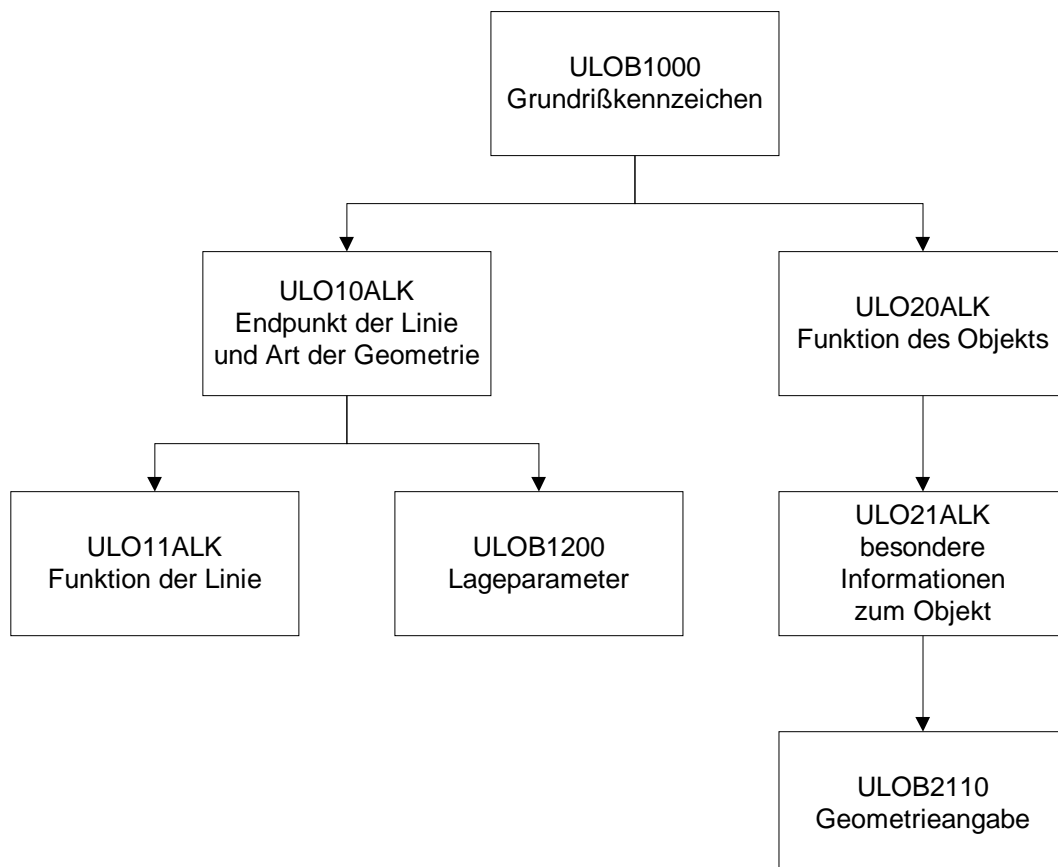 ULOB1000
Grundrißkennzeichen
ULO10ALK
Endpunkt der Linie
und Art der Geometrie
ULO20ALK
Funktion des Objekts
ULO11ALK
Funktion der Linie
ULOB1200
Lageparameter
ULO21ALK
besondere
Informationen
zum Objekt
ULOB2110
Geometrieangabe